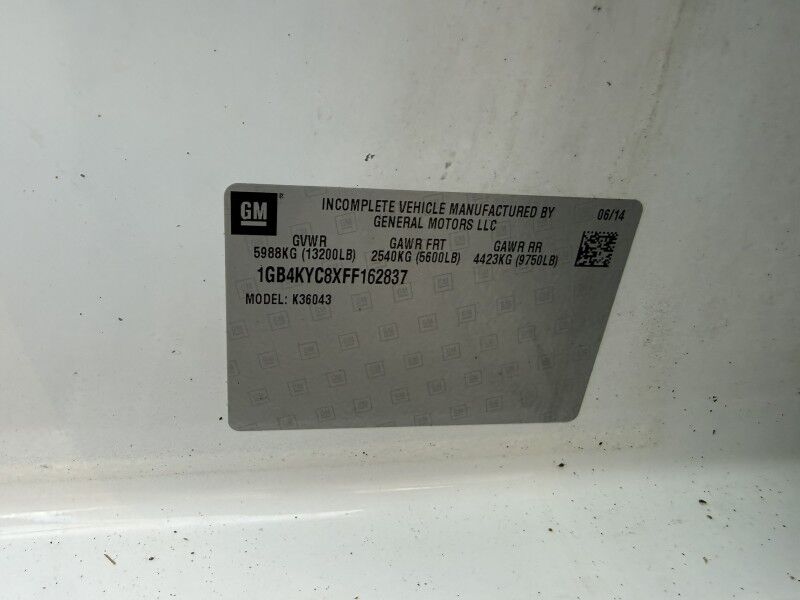 GM ®
INCOMPLETE VEHICLE MANUFACTURED BY
GENERAL MOTORS LLC
06/14
GVWR GAWR FRT GAWR RR
5988KG (13200LB) 2540KG (5600LB) 4423KG (9750LB)
1GB4KYC8XFF162837
MODEL: K36043